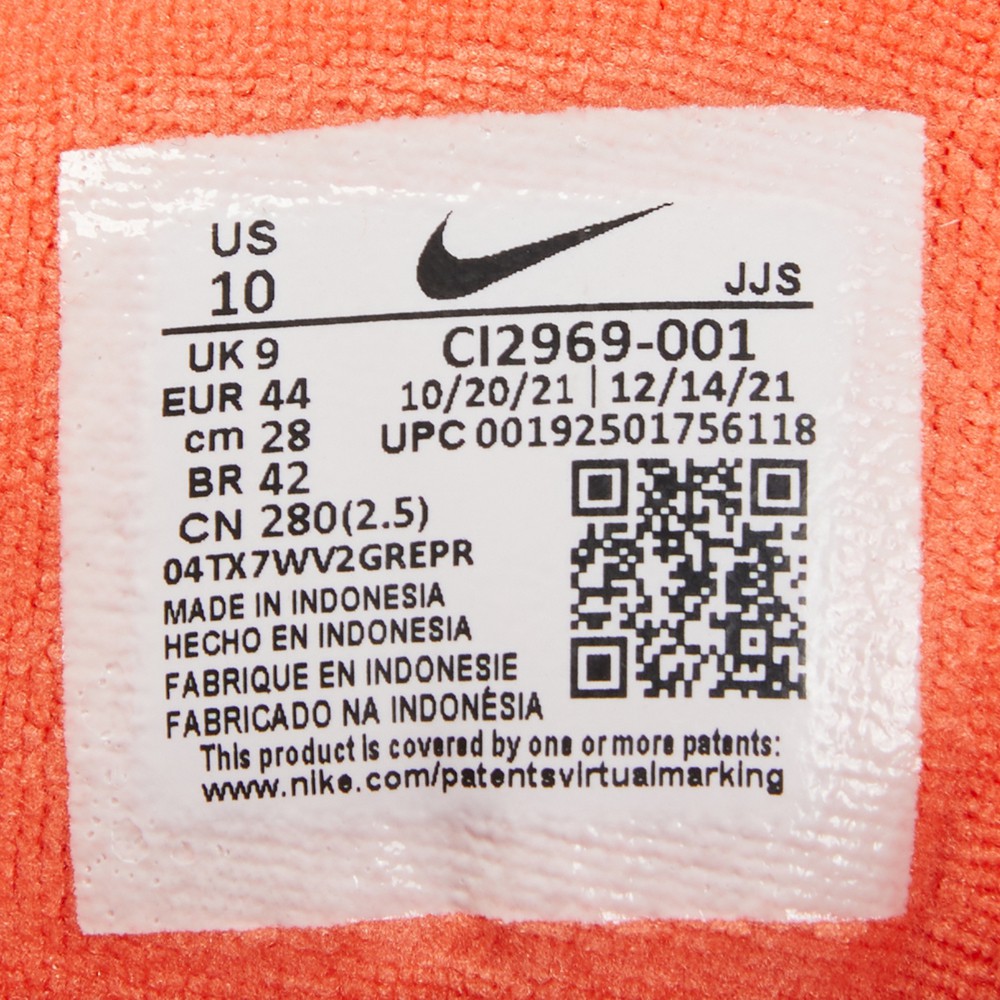 US
10
JJS
UK 9
CI2969-001
EUR 44
10/20/21 | 12/14/21
cm 28
UPC 00192501756118
BR 42
CN 280(2.5)
04TX7WV2GREPR
MADE IN INDONESIA
HECHO EN INDONESIA
FABRIQUE EN INDONESIE
FABRICADO NA INDONÉSIA
This product is covered by one or more patents:
www.nike.com/patentsvirtualmarking